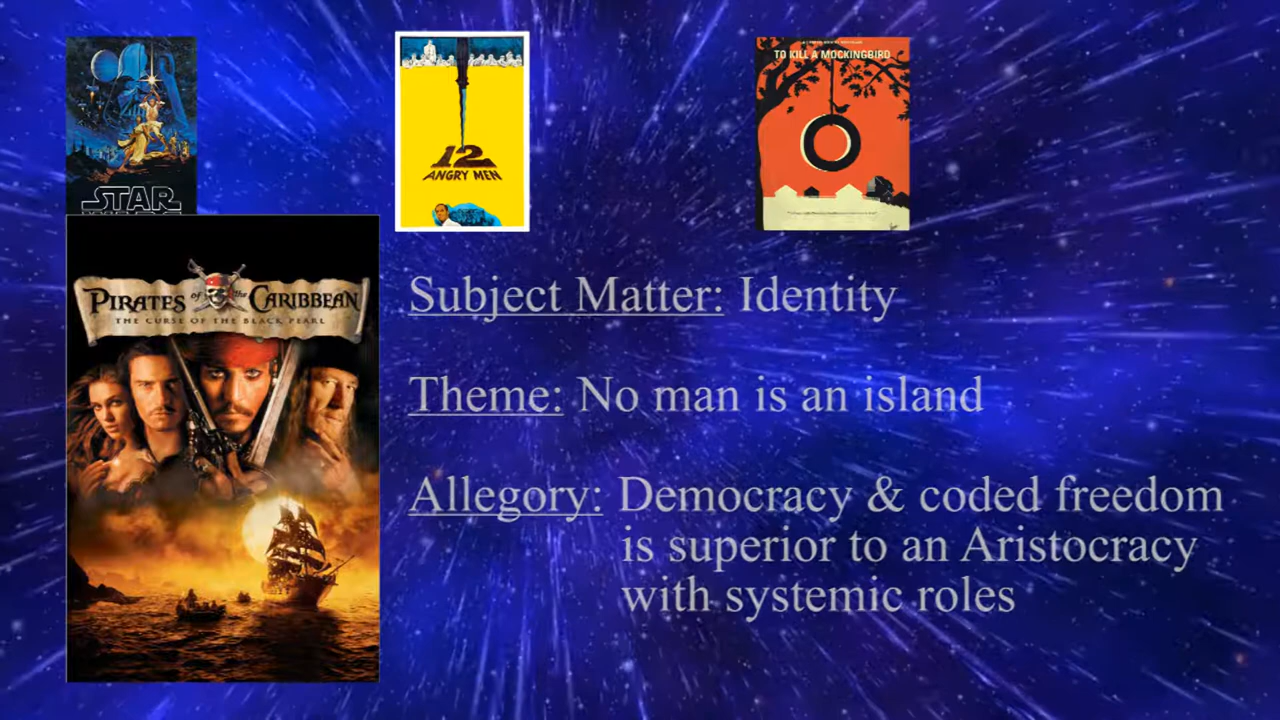 STAR
12
ANGRY MEN
TO KILL A MOCKINGBIRD
PIRATES of the CARIBBEAN
THE CURSE OF THE BLACK PEARL
Subject Matter: Identity
Theme: No man is an island
Allegory: Democracy & coded freedom
is superior to an Aristocracy
with systemic roles